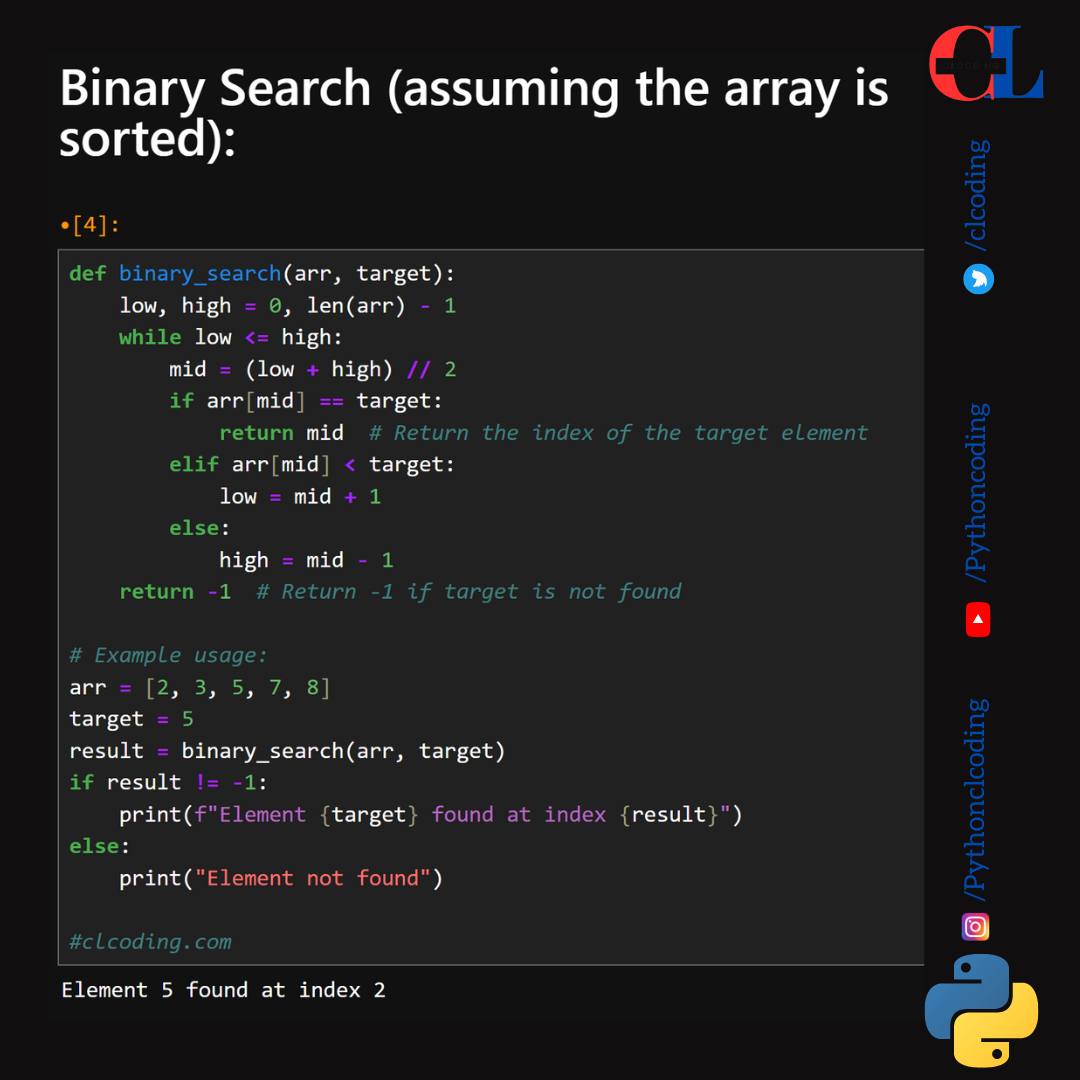 Binary Search (assuming the array is
sorted):
•[4]:
def binary_search(arr, target):
    low, high = 0, len(arr) - 1
    while low <= high:
        mid = (low + high) // 2
        if arr[mid] == target:
            return mid  # Return the index of the target element
        elif arr[mid] < target:
            low = mid + 1
        else:
            high = mid - 1
    return -1  # Return -1 if target is not found

# Example usage:
arr = [2, 3, 5, 7, 8]
target = 5
result = binary_search(arr, target)
if result != -1:
    print(f"Element {target} found at index {result}")
else:
    print("Element not found")

#clcoding.com
Element 5 found at index 2
CL
/clcoding
/Pythoncoding
/Pythonclcoding